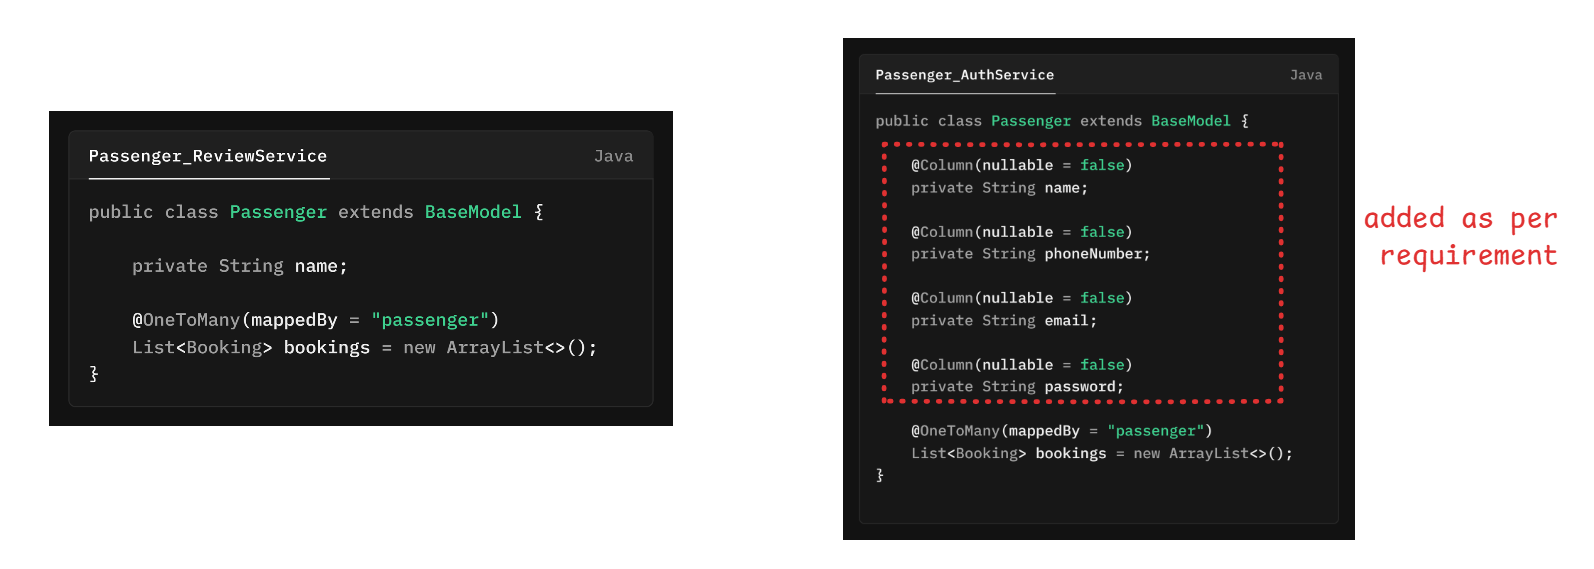 Passenger_ReviewService
Java
public class Passenger extends BaseModel {
private String name;
@OneToMany(mappedBy = "passenger")
List<Booking> bookings = new ArrayList<>();
}
Passenger_AuthService
Java
public class Passenger extends BaseModel {
@Column(nullable = false)
private String name;
@Column(nullable = false)
private String phoneNumber;
@Column(nullable = false)
private String email;
@Column(nullable = false)
private String password;
@OneToMany(mappedBy = "passenger")
List<Booking> bookings = new ArrayList<>();
}
added as per
requirement